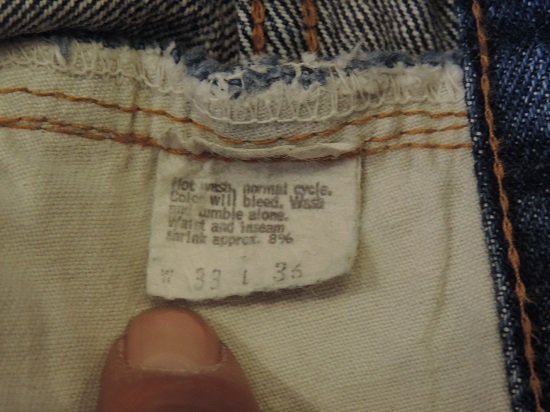 Hot wash, normal cycle.
Color will bleed. Wash
and tumble alone.
Waist and inseam
shrink approx. 8%
W 33 L 36